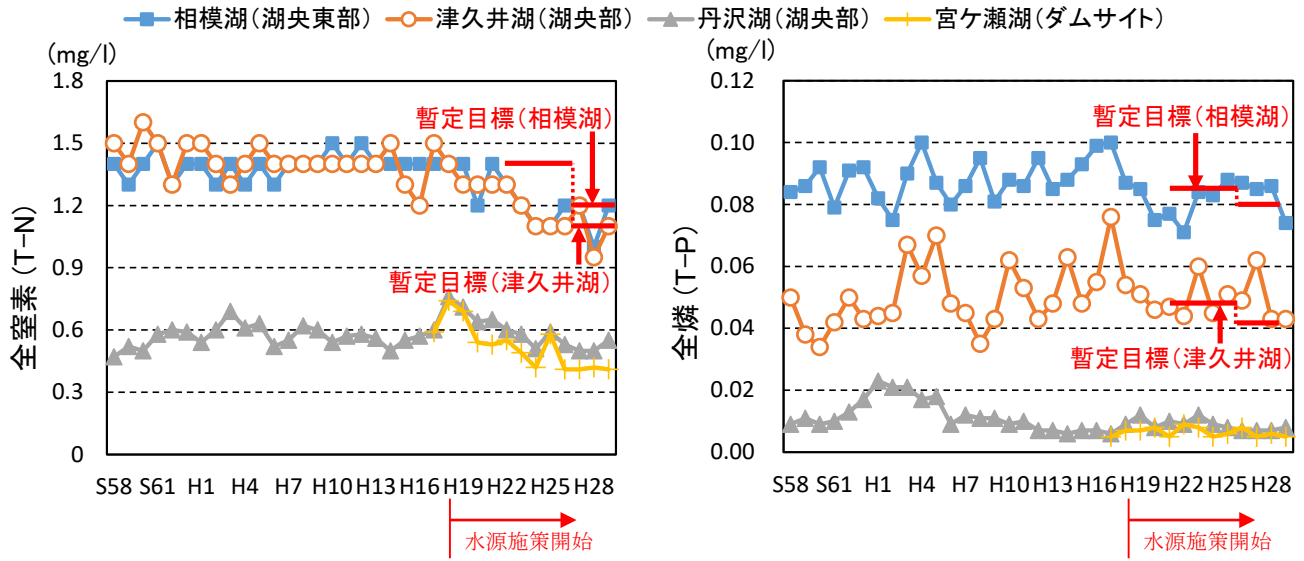 相模湖(湖央東部) 津久井湖(湖央部) 丹沢湖(湖央部) 宮ケ瀬湖(ダムサイト)
(mg/l)
1.8
1.5
1.2
0.9
0.6
0.3
0
全窒素(T-N)
暫定目標(相模湖)
暫定目標(津久井湖)
S58 S61 H1 H4 H7 H10 H13 H16 H19 H22 H25 H28
水源施策開始
(mg/l)
0.12
0.10
0.08
0.06
0.04
0.02
0.00
全燐(T-P)
暫定目標(相模湖)
暫定目標(津久井湖)
S58 S61 H1 H4 H7 H10 H13 H16 H19 H22 H25 H28
水源施策開始